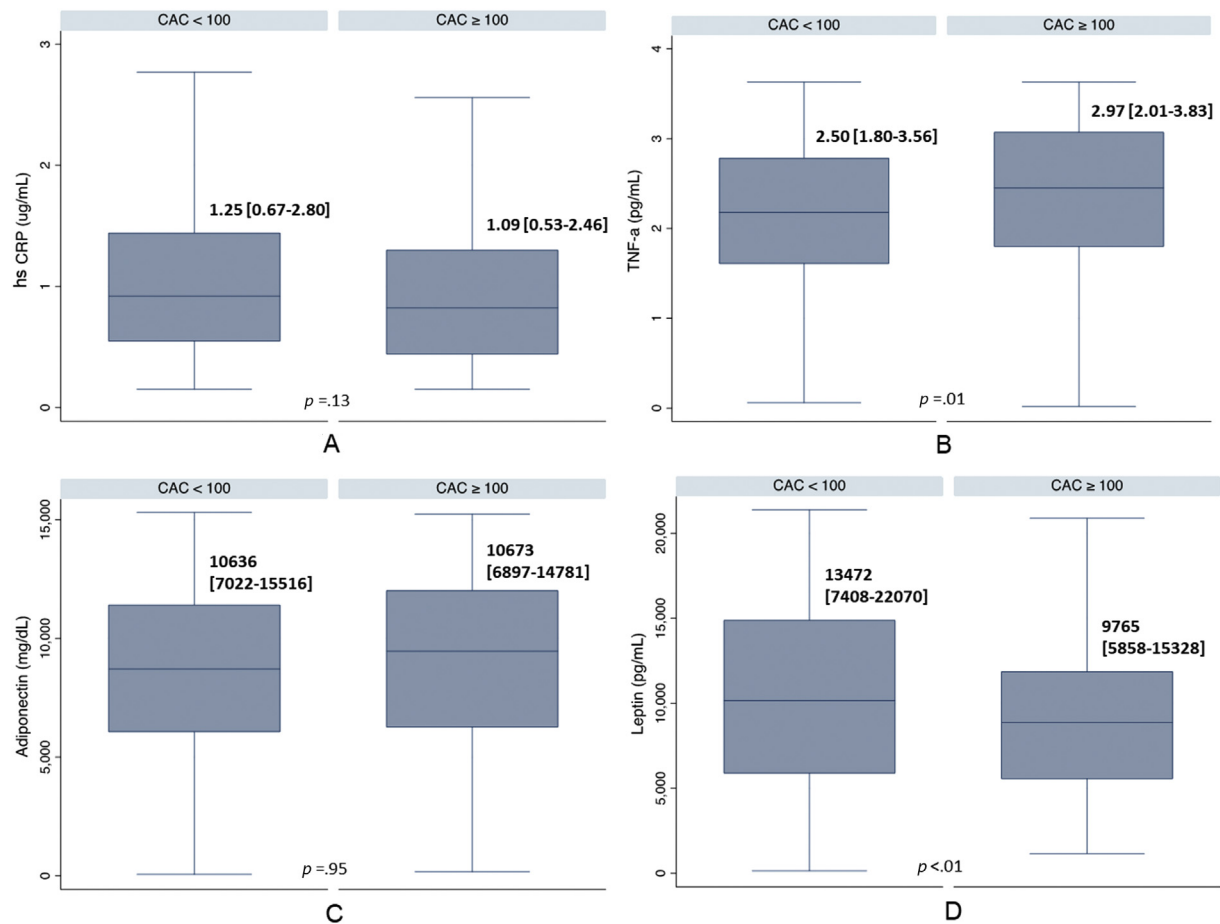 CAC < 100
CAC ≥ 100
hs CRP (ug/mL)
3
2
1
0
1.25 [0.67-2.80]
1.09 [0.53-2.46]
p =.13
A
CAC < 100
CAC ≥ 100
TNF-a (pg/mL)
4
3
2
1
0
2.50 [1.80-3.56]
2.97 [2.01-3.83]
p =.01
B
CAC < 100
CAC ≥ 100
Adiponectin (mg/dL)
15,000
10,000
5,000
0
10636
[7022-15516]
10673
[6897-14781]
p =.95
C
CAC < 100
CAC ≥ 100
Leptin (pg/mL)
20,000
15,000
10,000
5,000
0
13472
[7408-22070]
9765
[5858-15328]
p <.01
D